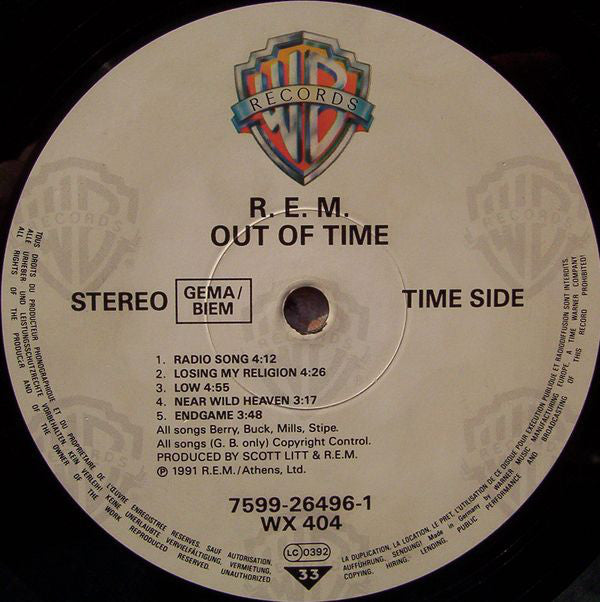 WB
RECORDS
R. E. M.
OUT OF TIME
STEREO
GEMA/
BIEM
TIME SIDE
1. RADIO SONG 4:12
2. LOSING MY RELIGION 4:26
3. LOW 4:55
4. NEAR WILD HEAVEN 3:17
5. ENDGAME 3:48
All songs Berry, Buck, Mills, Stipe.
All songs (G. B. only) Copyright Control.
PRODUCED BY SCOTT LITT & R.E.M.
℗ 1991 R.E.M./Athens, Ltd.
7599-26496-1
WX 404
LC 0392
33
TOUS DROITS DU PRODUCTEUR PHONOGRAPHIQUE ET DU PROPRIETAIRE DE L'ŒUVRE ENREGISTREE RESERVES. SAUF AUTORISATION,
ALLE URHEBER UND LEISTUNGSSCHUTZRECHTE VORBEHALTEN. KEIN VERLEIH! KEINE UNERLAUBTE VERVIELFÄLTIGUNG, VERMIETUNG,
ALL RIGHTS OF THE PRODUCER AND OF THE OWNER OF THE WORK REPRODUCED RESERVED. UNAUTHORIZED
LA DUPLICATION, LA LOCATION, LE PRET, L'UTILISATION DE CE DISQUE POUR EXECUTION PUBLIQUE ET RADIODIFFUSION SONT INTERDITS.
AUFFÜHRUNG, SENDUNG! Made in Germany by WARNER MUSIC MANUFACTURING EUROPE. A TIME WARNER COMPANY
COPYING, HIRING, LENDING, PUBLIC PERFORMANCE AND BROADCASTING OF THIS RECORD PROHIBITED!